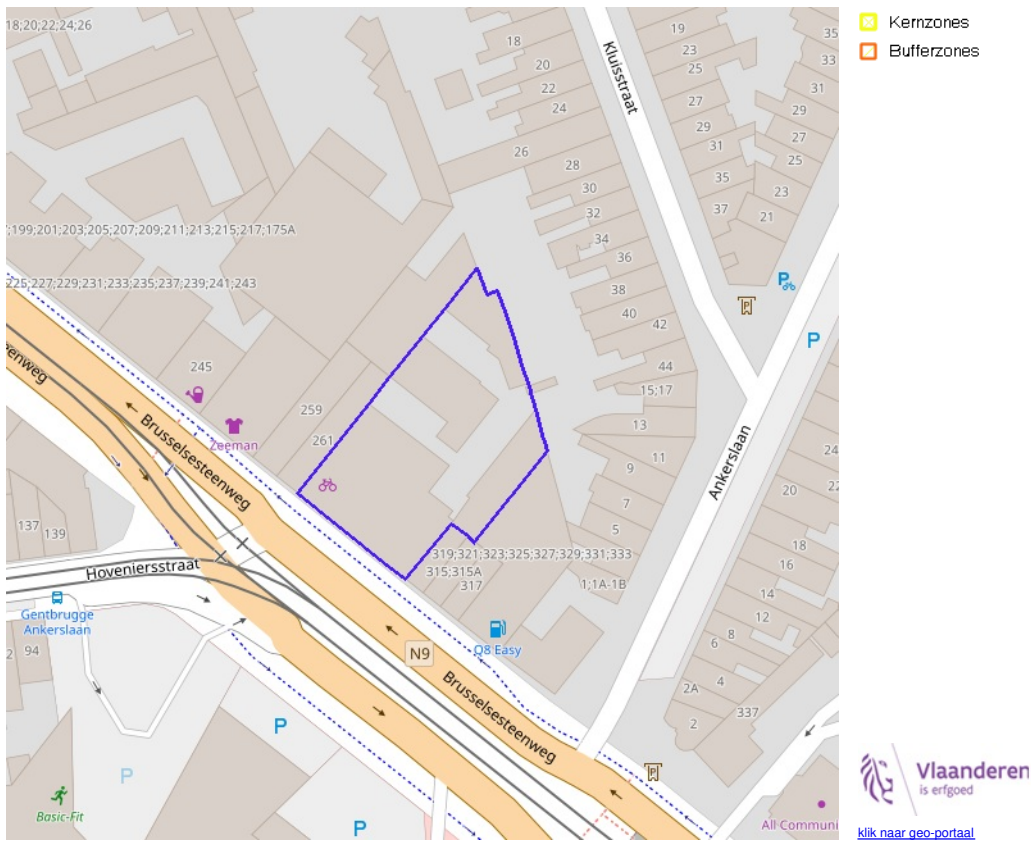 18;20;22;24;26
18
20
22
24
26
28
30
32
34
36
38
40
42
44
15;17
13
11
9
7
5
Kluisstraat
19
23
25
27
29
31
35
37
35
33
31
29
27
25
23
21
P
P
P
;199;201;203;205;207;209;211;213;215;217;175A
225;227;229;231;233;235;237;239;241;243
245
Zeeman
259
261
Brusselsesteenweg
eenweg
Ankerslaan
24
22
20
18
16
14
12
8
6
4
2A
2
337
319;321;323;325;327;329;331;333
315;315A
317
1;1A-1B
137
139
Hoveniersstraat
Gentbrugge
Ankerslaan
94
2
Q8 Easy
N9
Brusselsesteenweg
P
P
P
P
Basic-Fit
All Communi
Kernzones
Bufferzones
Vlaanderen
is erfgoed
klik naar geo-portaal